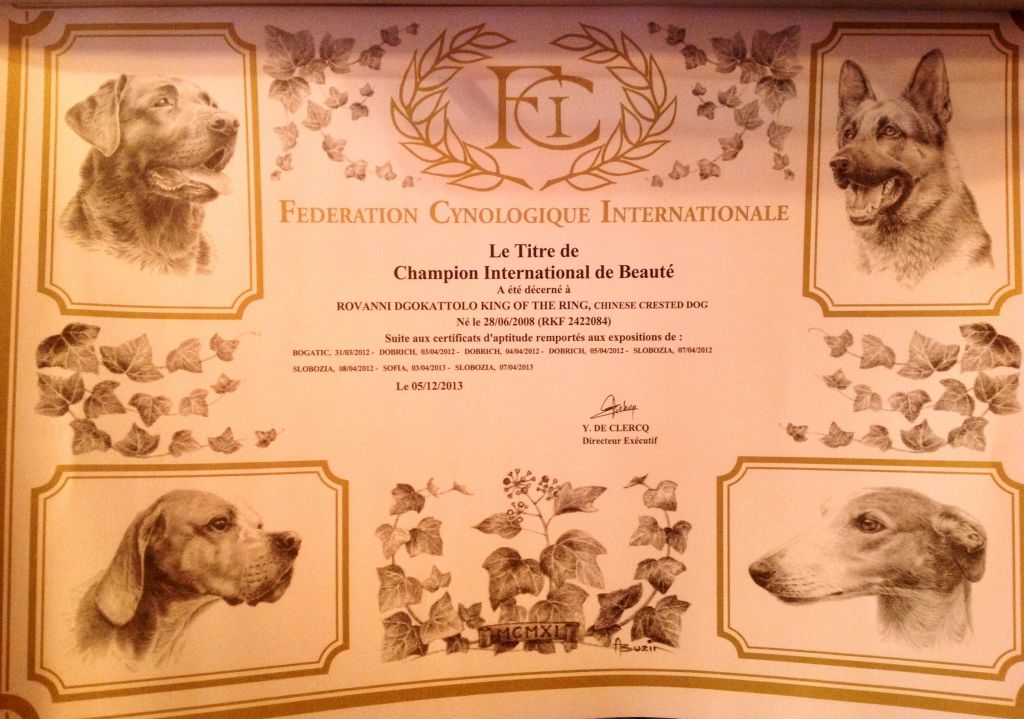 FCI
FEDERATION CYNOLOGIQUE INTERNATIONALE
Le Titre de
Champion International de Beauté
A été décerné à
ROVANNI DGOKATTOLO KING OF THE RING, CHINESE CRESTED DOG
Né le 28/06/2008 (RKF 2422084)
Suite aux certificats d'aptitude remportés aux expositions de :
BOGATIC, 31/03/2012 - DOBRICH, 03/04/2012 - DOBRICH, 04/04/2012 - DOBRICH, 05/04/2012 - SLOBOZIA, 07/04/2012
SLOBOZIA, 08/04/2012 - SOFIA, 03/04/2013 - SLOBOZIA, 07/04/2013
Le 05/12/2013
Y. DE CLERCQ
Directeur Exécutif
MCMXI